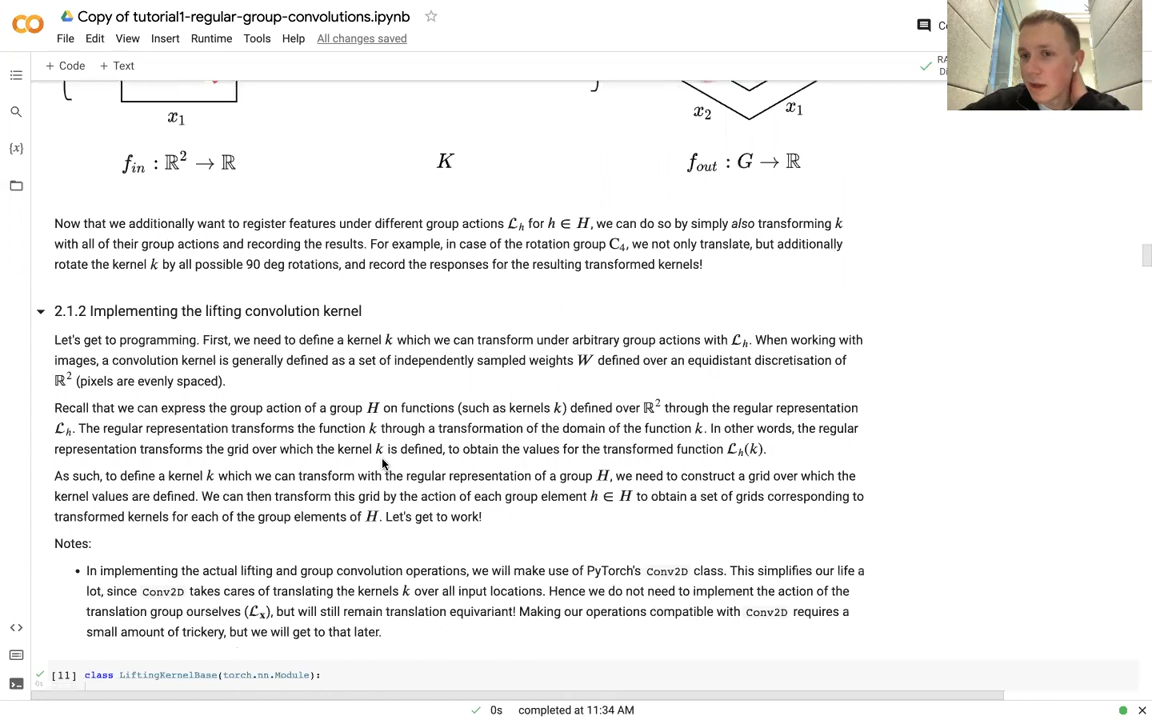 Copy of tutorial1-regular-group-convolutions.ipynb
File Edit View Insert Runtime Tools Help All changes saved
+ Code + Text
x₁
x₂ x₁
f_in : ℝ² → ℝ K f_out : G → ℝ
Now that we additionally want to register features under different group actions ℒ_h for h ∈ H, we can do so by simply also transforming k
with all of their group actions and recording the results. For example, in case of the rotation group C₄, we not only translate, but additionally
rotate the kernel k by all possible 90 deg rotations, and record the responses for the resulting transformed kernels!
2.1.2 Implementing the lifting convolution kernel
Let's get to programming. First, we need to define a kernel k which we can transform under arbitrary group actions with ℒ_h. When working with
images, a convolution kernel is generally defined as a set of independently sampled weights W defined over an equidistant discretisation of
ℝ² (pixels are evenly spaced).
Recall that we can express the group action of a group H on functions (such as kernels k) defined over ℝ² through the regular representation
ℒ_h. The regular representation transforms the function k through a transformation of the domain of the function k. In other words, the regular
representation transforms the grid over which the kernel k is defined, to obtain the values for the transformed function ℒ_h(k).
As such, to define a kernel k which we can transform with the regular representation of a group H, we need to construct a grid over which the
kernel values are defined. We can then transform this grid by the action of each group element h ∈ H to obtain a set of grids corresponding to
transformed kernels for each of the group elements of H. Let's get to work!
Notes:
• In implementing the actual lifting and group convolution operations, we will make use of PyTorch's Conv2D class. This simplifies our life a
lot, since Conv2D takes cares of translating the kernels k over all input locations. Hence we do not need to implement the action of the
translation group ourselves (ℒ_x), but will still remain translation equivariant! Making our operations compatible with Conv2D requires a
small amount of trickery, but we will get to that later.
[11] class LiftingKernelBase(torch.nn.Module):
0s
0s completed at 11:34 AM